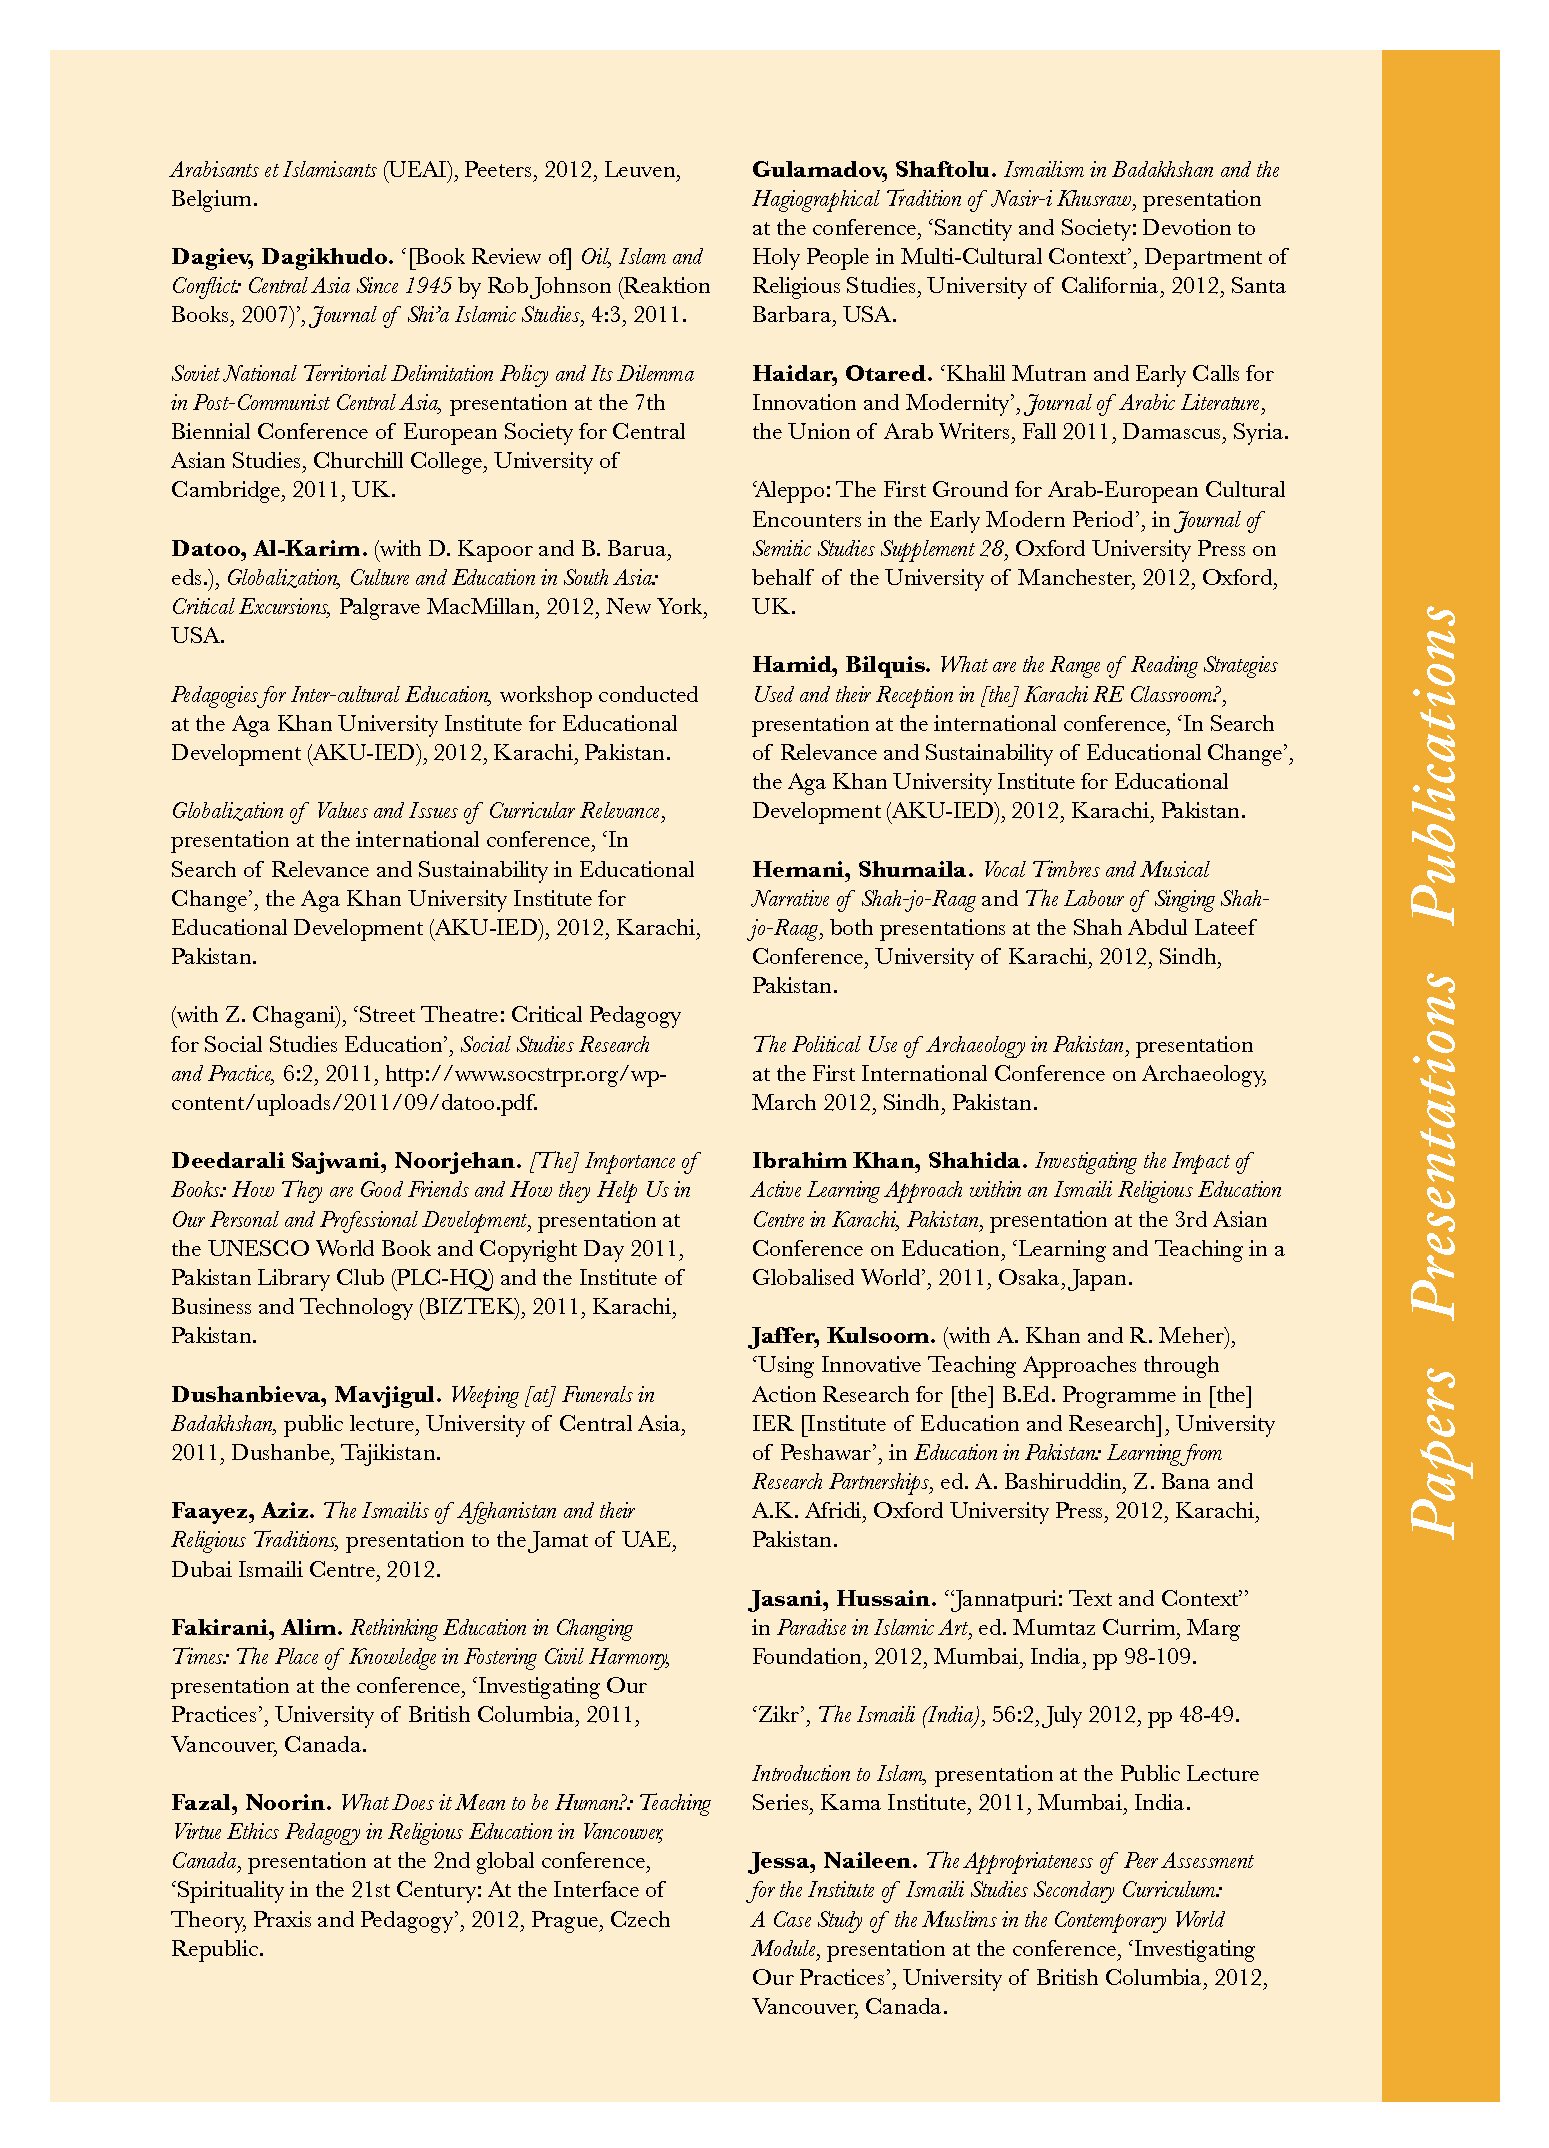 Arabisants et Islamisants (UEAI), Peeters, 2012, Leuven,
Belgium.
Dagiev, Dagikhudo. ‘[Book Review of] Oil, Islam and
Conflict: Central Asia Since 1945 by Rob Johnson (Reaktion
Books, 2007)’, Journal of Shi’a Islamic Studies, 4:3, 2011.
Soviet National Territorial Delimitation Policy and Its Dilemma
in Post-Communist Central Asia, presentation at the 7th
Biennial Conference of European Society for Central
Asian Studies, Churchill College, University of
Cambridge, 2011, UK.
Datoo, Al-Karim. (with D. Kapoor and B. Barua,
eds.), Globalization, Culture and Education in South Asia:
Critical Excursions, Palgrave MacMillan, 2012, New York,
USA.
Pedagogies for Inter-cultural Education, workshop conducted
at the Aga Khan University Institute for Educational
Development (AKU-IED), 2012, Karachi, Pakistan.
Globalization of Values and Issues of Curricular Relevance,
presentation at the international conference, ‘In
Search of Relevance and Sustainability in Educational
Change’, the Aga Khan University Institute for
Educational Development (AKU-IED), 2012, Karachi,
Pakistan.
(with Z. Chagani), ‘Street Theatre: Critical Pedagogy
for Social Studies Education’, Social Studies Research
and Practice, 6:2, 2011, http://www.socstrpr.org/wp-
content/uploads/2011/09/datoo.pdf.
Deedarali Sajwani, Noorjehan. [The] Importance of
Books: How They are Good Friends and How they Help Us in
Our Personal and Professional Development, presentation at
the UNESCO World Book and Copyright Day 2011,
Pakistan Library Club (PLC-HQ) and the Institute of
Business and Technology (BIZTEK), 2011, Karachi,
Pakistan.
Dushanbieva, Mavjigul. Weeping [at] Funerals in
Badakhshan, public lecture, University of Central Asia,
2011, Dushanbe, Tajikistan.
Faayez, Aziz. The Ismailis of Afghanistan and their
Religious Traditions, presentation to the Jamat of UAE,
Dubai Ismaili Centre, 2012.
Fakirani, Alim. Rethinking Education in Changing
Times: The Place of Knowledge in Fostering Civil Harmony,
presentation at the conference, ‘Investigating Our
Practices’, University of British Columbia, 2011,
Vancouver, Canada.
Fazal, Noorin. What Does it Mean to be Human?: Teaching
Virtue Ethics Pedagogy in Religious Education in Vancouver,
Canada, presentation at the 2nd global conference,
‘Spirituality in the 21st Century: At the Interface of
Theory, Praxis and Pedagogy’, 2012, Prague, Czech
Republic.
Gulamadov, Shaftolu. Ismailism in Badakhshan and the
Hagiographical Tradition of Nasir-i Khusraw, presentation
at the conference, ‘Sanctity and Society: Devotion to
Holy People in Multi-Cultural Context’, Department of
Religious Studies, University of California, 2012, Santa
Barbara, USA.
Haidar, Otared. ‘Khalil Mutran and Early Calls for
Innovation and Modernity’, Journal of Arabic Literature,
the Union of Arab Writers, Fall 2011, Damascus, Syria.
‘Aleppo: The First Ground for Arab-European Cultural
Encounters in the Early Modern Period’, in Journal of
Semitic Studies Supplement 28, Oxford University Press on
behalf of the University of Manchester, 2012, Oxford,
UK.
Hamid, Bilquis. What are the Range of Reading Strategies
Used and their Reception in [the] Karachi RE Classroom?,
presentation at the international conference, ‘In Search
of Relevance and Sustainability of Educational Change’,
the Aga Khan University Institute for Educational
Development (AKU-IED), 2012, Karachi, Pakistan.
Hemani, Shumaila. Vocal Timbres and Musical
Narrative of Shah-jo-Raag and The Labour of Singing Shah-
jo-Raag, both presentations at the Shah Abdul Lateef
Conference, University of Karachi, 2012, Sindh,
Pakistan.
The Political Use of Archaeology in Pakistan, presentation
at the First International Conference on Archaeology,
March 2012, Sindh, Pakistan.
Ibrahim Khan, Shahida. Investigating the Impact of
Active Learning Approach within an Ismaili Religious Education
Centre in Karachi, Pakistan, presentation at the 3rd Asian
Conference on Education, ‘Learning and Teaching in a
Globalised World’, 2011, Osaka, Japan.
Jaffer, Kulsoom. (with A. Khan and R. Meher),
‘Using Innovative Teaching Approaches through
Action Research for [the] B.Ed. Programme in [the]
IER [Institute of Education and Research], University
of Peshawar’, in Education in Pakistan: Learning from
Research Partnerships, ed. A. Bashiruddin, Z. Bana and
A.K. Afridi, Oxford University Press, 2012, Karachi,
Pakistan.
Jasani, Hussain. “Jannatpuri: Text and Context”
in Paradise in Islamic Art, ed. Mumtaz Currim, Marg
Foundation, 2012, Mumbai, India, pp 98-109.
‘Zikr’, The Ismaili (India), 56:2, July 2012, pp 48-49.
Introduction to Islam, presentation at the Public Lecture
Series, Kama Institute, 2011, Mumbai, India.
Jessa, Naileen. The Appropriateness of Peer Assessment
for the Institute of Ismaili Studies Secondary Curriculum:
A Case Study of the Muslims in the Contemporary World
Module, presentation at the conference, ‘Investigating
Our Practices’, University of British Columbia, 2012,
Vancouver, Canada.
Papers Presentations Publications